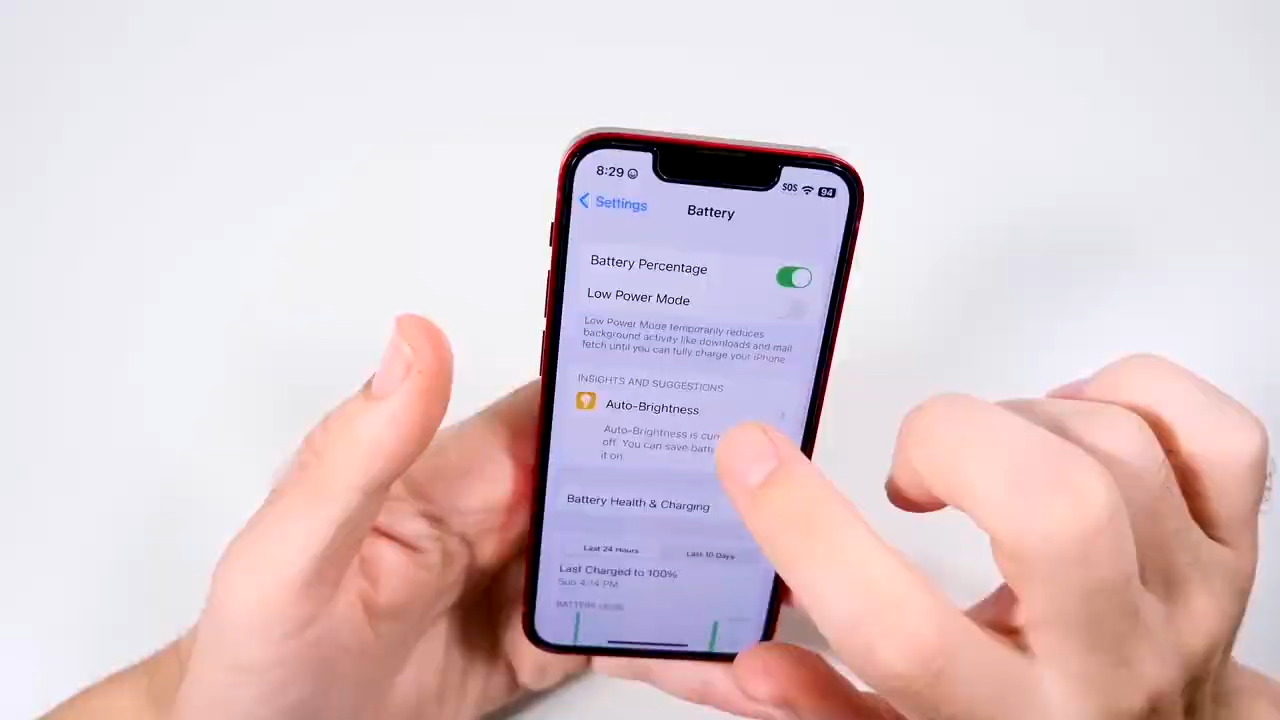 8:29
SOS 94
Settings
Battery
Battery Percentage
Low Power Mode
Low Power Mode temporarily reduces
background activity like downloads and mail
fetch until you can fully charge your iPhone
INSIGHTS AND SUGGESTIONS
Auto-Brightness
Auto-Brightness is
off. You can save
it on.
Battery Health & Charging
Last 24 Hours
Last 10 Days
Last Charged to 100%
Sun 4:14 PM
BATTERY LEVEL